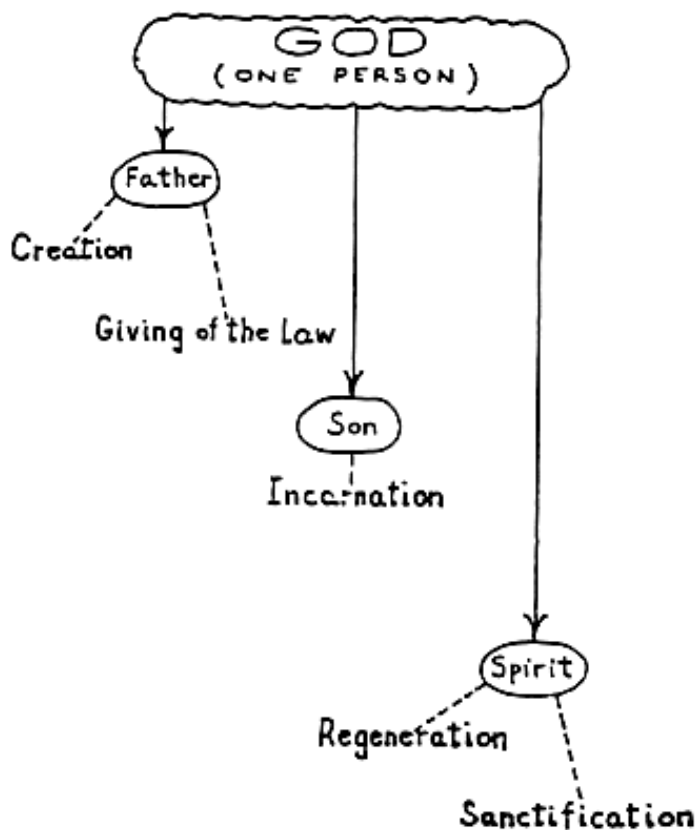 GOD
(ONE PERSON)
Father
Creation
Giving of the Law
Son
Incarnation
Spirit
Regeneration
Sanctification